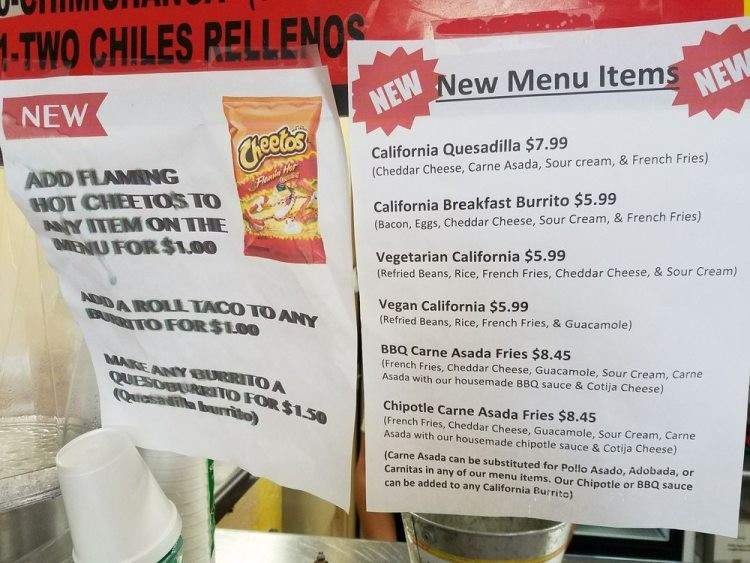 1-TWO CHILES RELLENOS
NEW
Cheetos
Flamin' Hot
ADD FLAMING
HOT CHEETO'S TO
ANY ITEM ON THE
MENU FOR $1.00
ADD A ROLL TACO TO ANY
BURRITO FOR $1.00
MAKE ANY BURRITO A
QUESOBURRITO FOR $1.50
(Quesadilla burrito)
NEW New Menu Items NEW
California Quesadilla $7.99
(Cheddar Cheese, Carne Asada, Sour cream, & French Fries)
California Breakfast Burrito $5.99
(Bacon, Eggs, Cheddar Cheese, Sour Cream, & French Fries)
Vegetarian California $5.99
(Refried Beans, Rice, French Fries, Cheddar Cheese, & Sour Cream)
Vegan California $5.99
(Refried Beans, Rice, French Fries, & Guacamole)
BBQ Carne Asada Fries $8.45
(French Fries, Cheddar Cheese, Guacamole, Sour Cream, Carne
Asada with our housemade BBQ sauce & Cotija Cheese)
Chipotle Carne Asada Fries $8.45
(French Fries, Cheddar Cheese, Guacamole, Sour Cream, Carne
Asada with our housemade chipotle sauce & Cotija Cheese)
(Carne Asada can be substituted for Pollo Asado, Adobada, or
Carnitas in any of our menu items. Our Chipotle or BBQ sauce
can be added to any California Burrito)